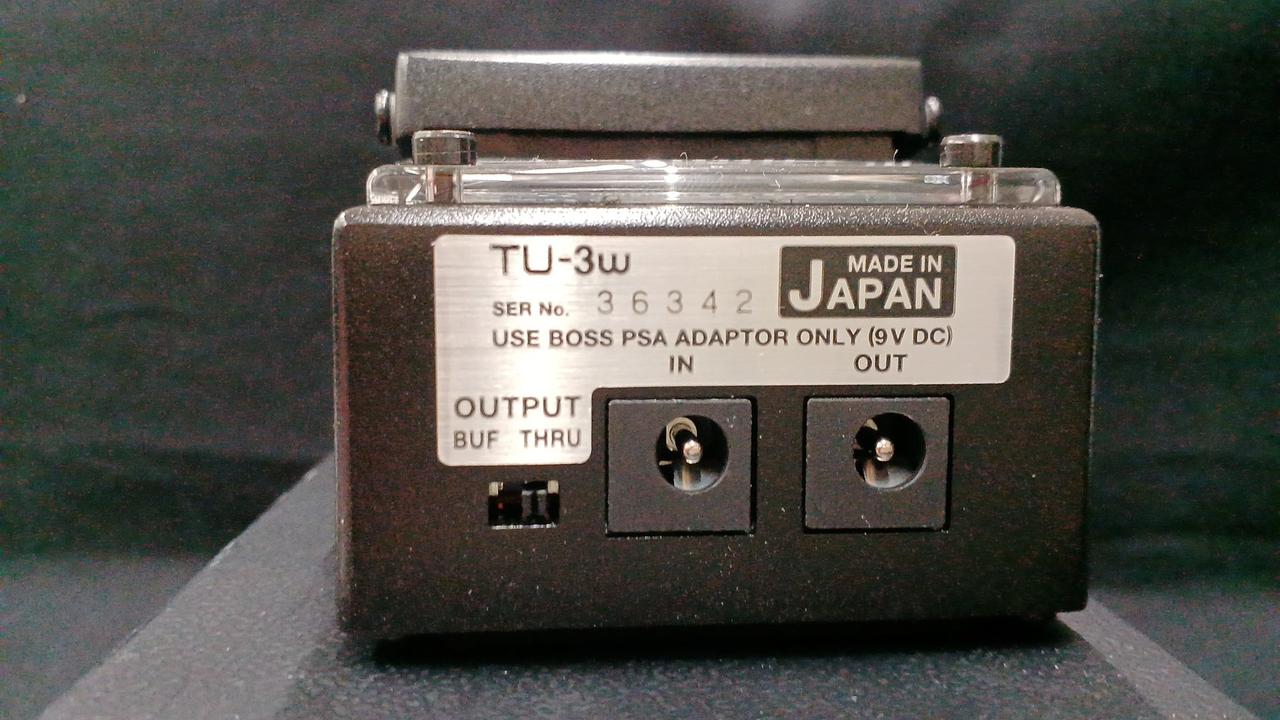 TU-3w
MADE IN
JAPAN
SER No. 36342
USE BOSS PSA ADAPTOR ONLY (9V DC)
IN OUT
OUTPUT
BUF THRU